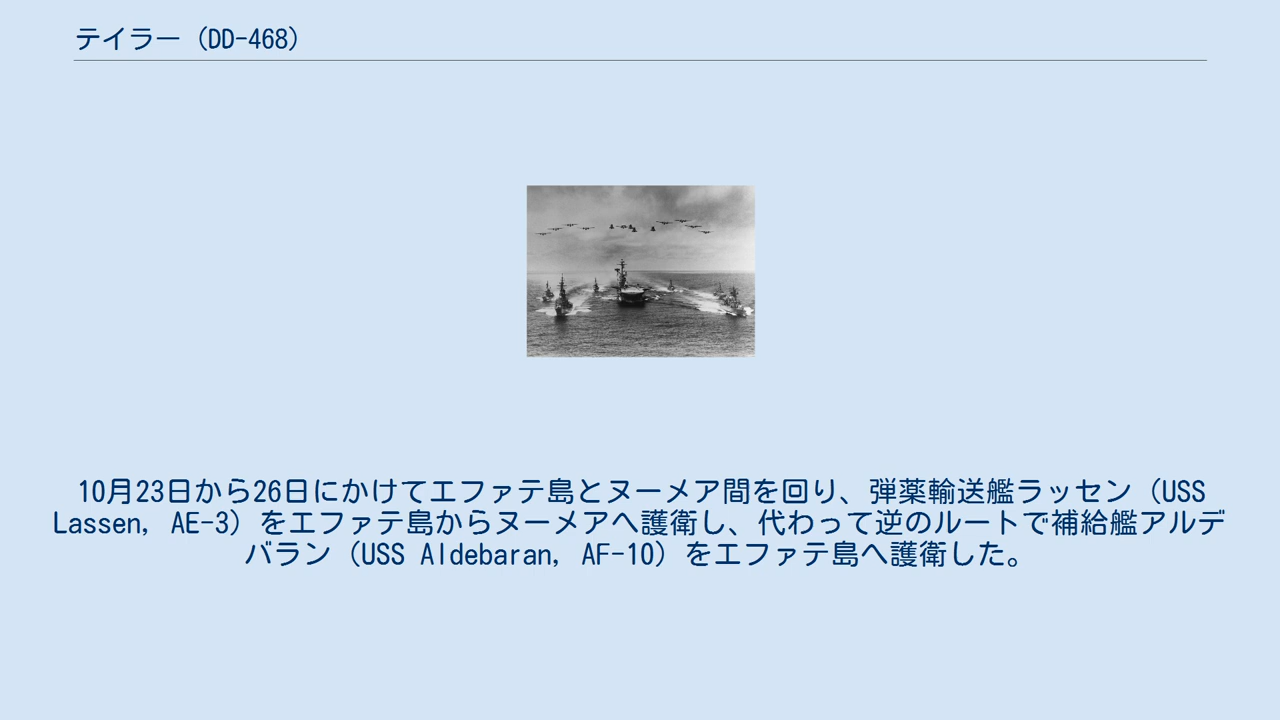 テイラー（DD-468）
10月23日から26日にかけてエファテ島とヌーメア間を回り、弾薬輸送艦ラッセン（USS
Lassen, AE-3）をエファテ島からヌーメアへ護衛し、代わって逆のルートで補給艦アルデ
バラン（USS Aldebaran, AF-10）をエファテ島へ護衛した。